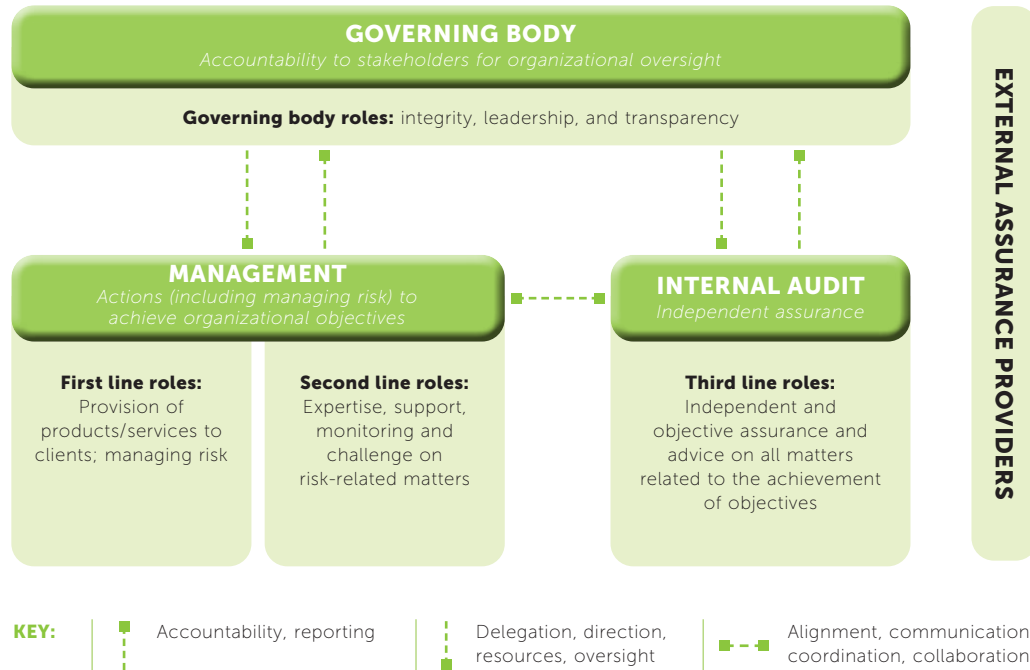 GOVERNING BODY
Accountability to stakeholders for organizational oversight
Governing body roles: integrity, leadership, and transparency
MANAGEMENT
Actions (including managing risk) to
achieve organizational objectives
First line roles:
Provision of
products/services to
clients; managing risk
Second line roles:
Expertise, support,
monitoring and
challenge on
risk-related matters
INTERNAL AUDIT
Independent assurance
Third line roles:
Independent and
objective assurance and
advice on all matters
related to the achievement
of objectives
EXTERNAL ASSURANCE PROVIDERS
KEY:
Accountability, reporting
Delegation, direction,
resources, oversight
Alignment, communication
coordination, collaboration